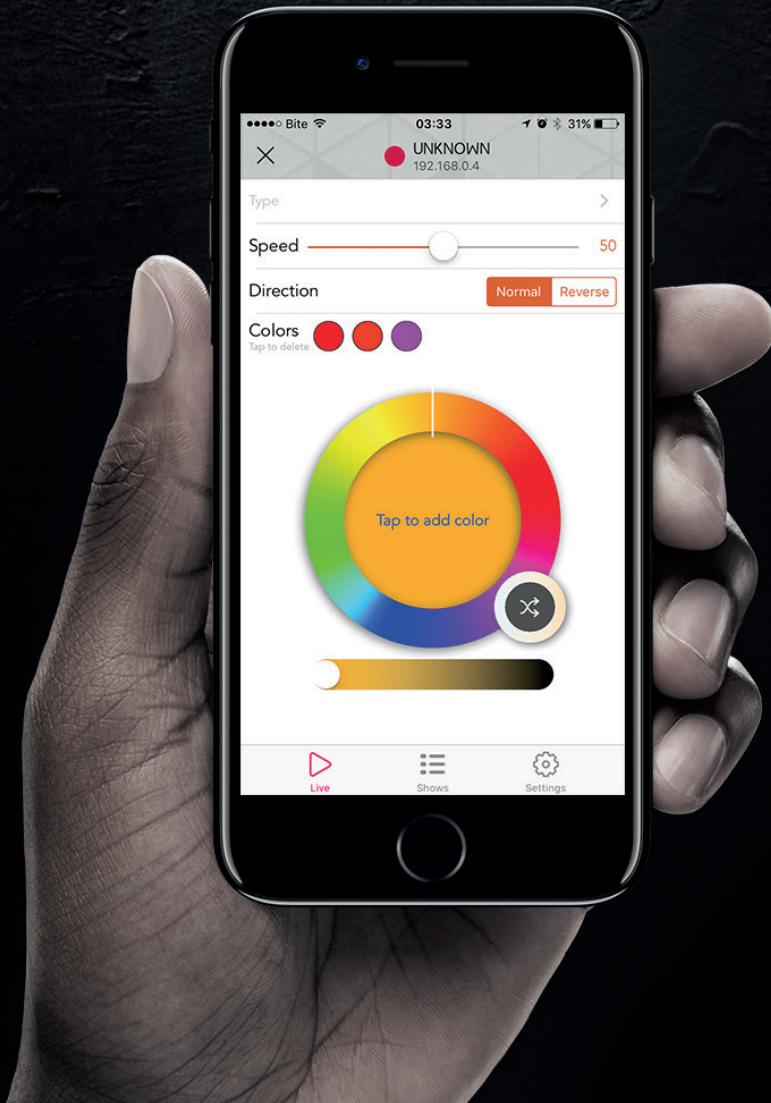 Bite 03:33 31%
UNKNOWN
192.168.0.4
Type
Speed 50
Direction Normal Reverse
Colors
Tap to delete
Tap to add color
Live Shows Settings